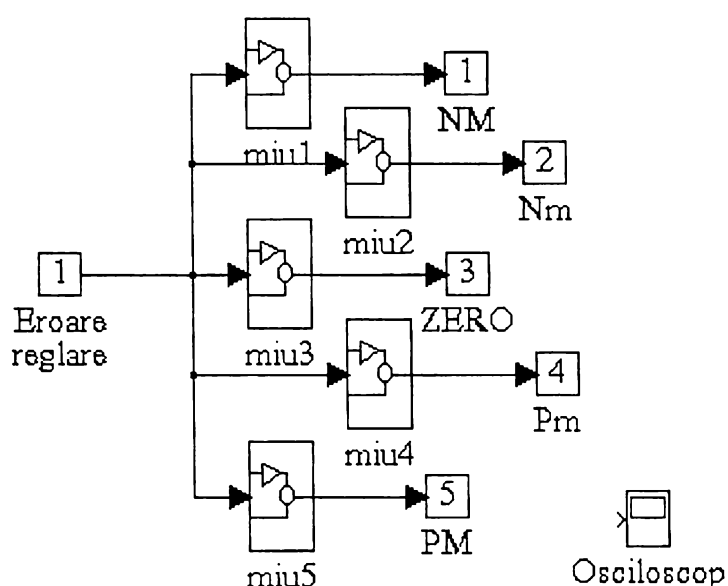 1
NM
miu1
2
Nm
miu2
1
Eroare
reglare
3
ZERO
miu3
4
Pm
miu4
5
PM
miu5
Osciloscop